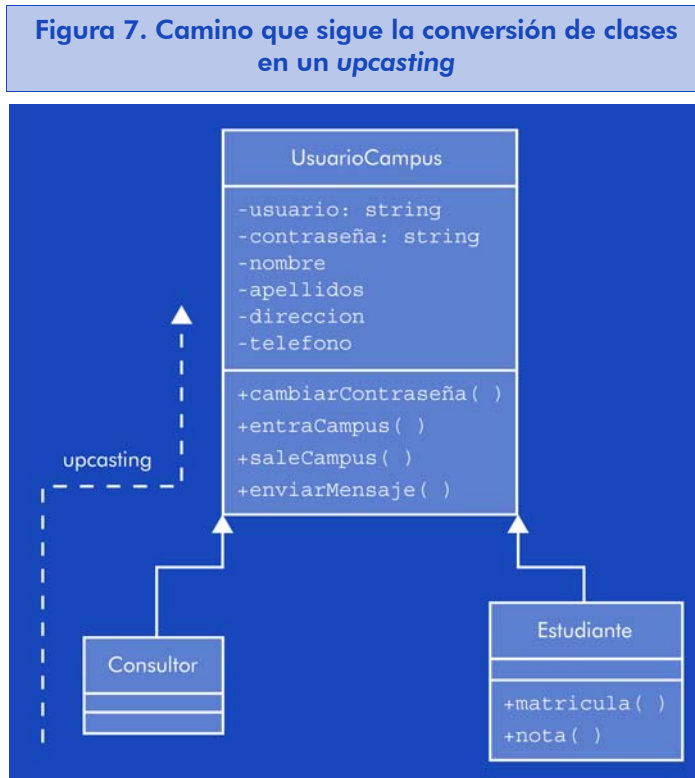 Figura 7. Camino que sigue la conversión de clases
en un upcasting
UsuarioCampus
-usuario: string
-contraseña: string
-nombre
-apellidos
-direccion
-telefono
+cambiarContraseña( )
+entraCampus( )
+saleCampus( )
+enviarMensaje( )
upcasting
Consultor
Estudiante
+matricula( )
+nota( )